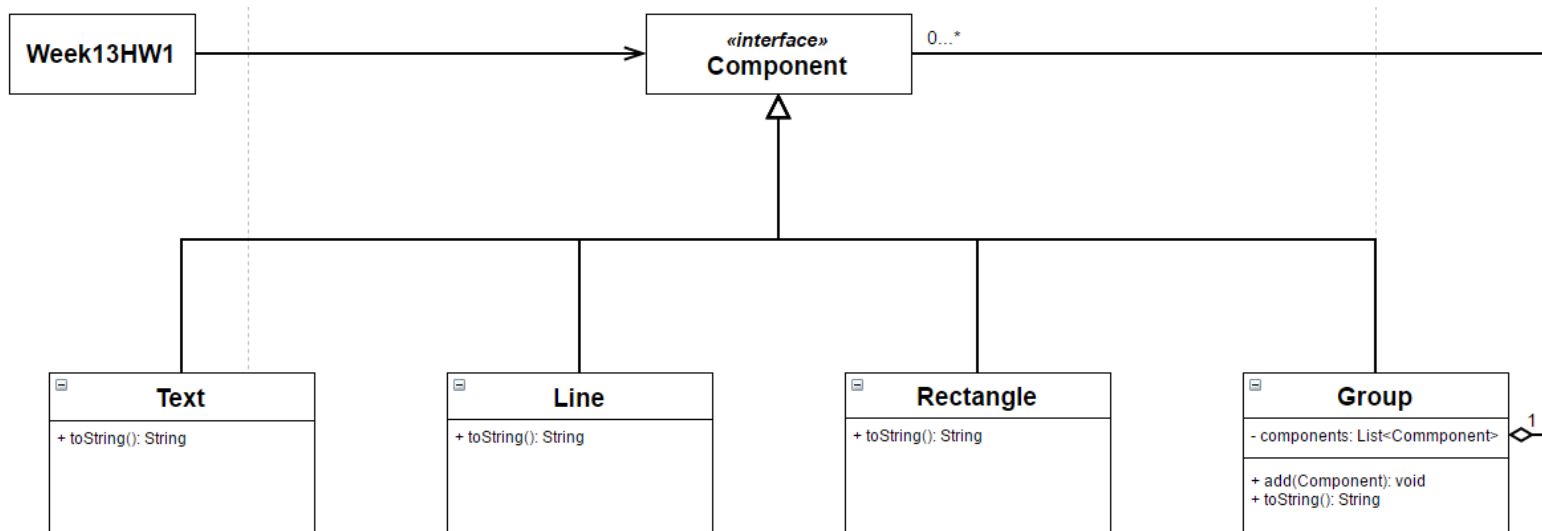 Week13HW1
«interface»
Component
0...*
Text
+ toString(): String
Line
+ toString(): String
Rectangle
+ toString(): String
Group
- components: List<Commponent>
1
+ add(Component): void
+ toString(): String